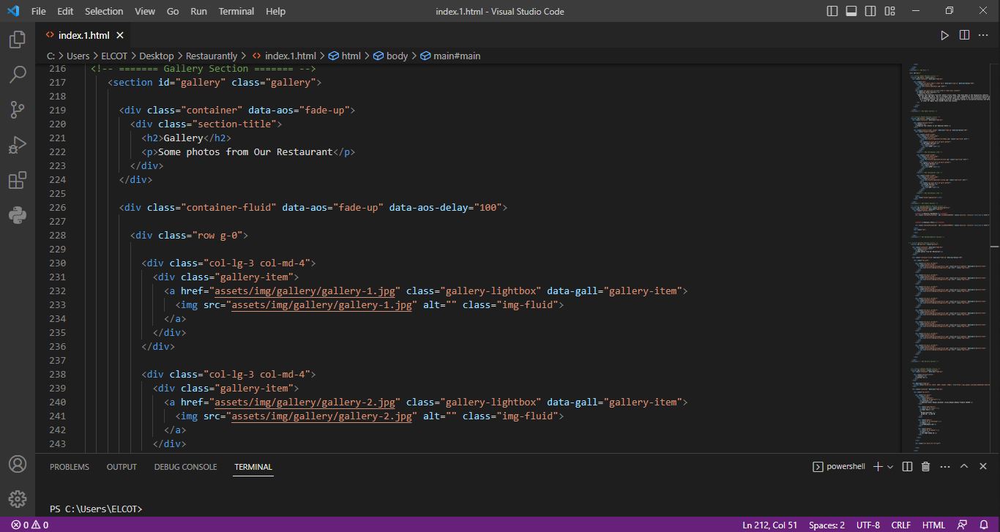 File Edit Selection View Go Run Terminal Help index.1.html - Visual Studio Code
index.1.html
C: > Users > ELCOT > Desktop > Restaurantly > index.1.html > html > body > main#main
216 <!-- ======= Gallery Section ======= -->
217 <section id="gallery" class="gallery">
218
219 <div class="container" data-aos="fade-up">
220 <div class="section-title">
221 <h2>Gallery</h2>
222 <p>Some photos from Our Restaurant</p>
223 </div>
224 </div>
225
226 <div class="container-fluid" data-aos="fade-up" data-aos-delay="100">
227
228 <div class="row g-0">
229
230 <div class="col-lg-3 col-md-4">
231 <div class="gallery-item">
232 <a href="assets/img/gallery/gallery-1.jpg" class="gallery-lightbox" data-gall="gallery-item">
233 <img src="assets/img/gallery/gallery-1.jpg" alt="" class="img-fluid">
234 </a>
235 </div>
236 </div>
237
238 <div class="col-lg-3 col-md-4">
239 <div class="gallery-item">
240 <a href="assets/img/gallery/gallery-2.jpg" class="gallery-lightbox" data-gall="gallery-item">
241 <img src="assets/img/gallery/gallery-2.jpg" alt="" class="img-fluid">
242 </a>
243 </div>
PROBLEMS OUTPUT DEBUG CONSOLE TERMINAL powershell
PS C:\Users\ELCOT>
0 0 Ln 212, Col 51 Spaces: 2 UTF-8 CRLF HTML